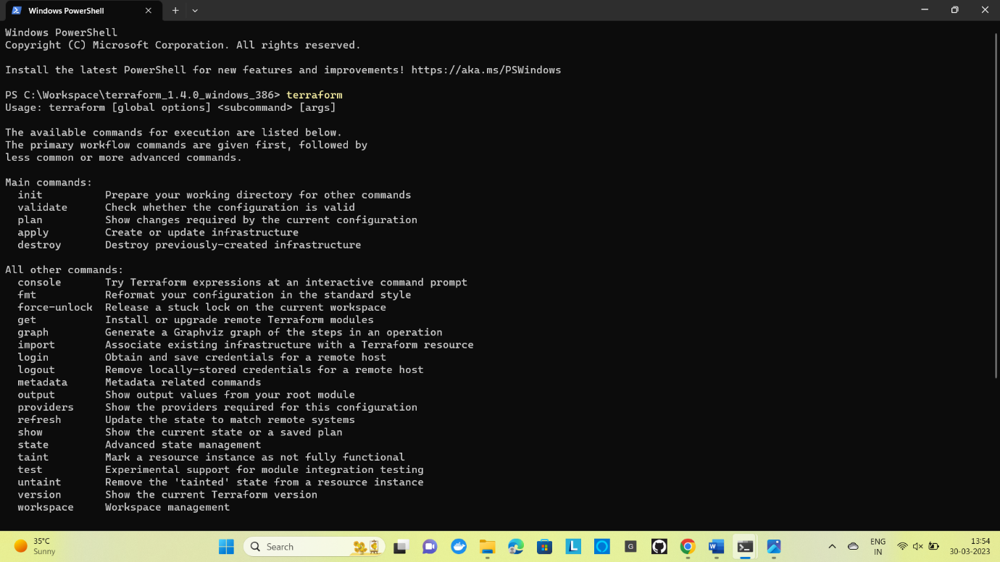 Windows PowerShell
Windows PowerShell
Copyright (C) Microsoft Corporation. All rights reserved.
Install the latest PowerShell for new features and improvements! https://aka.ms/PSWindows
PS C:\Workspace\terraform_1.4.0_windows_386> terraform
Usage: terraform [global options] <subcommand> [args]
The available commands for execution are listed below.
The primary workflow commands are given first, followed by
less common or more advanced commands.
Main commands:
init Prepare your working directory for other commands
validate Check whether the configuration is valid
plan Show changes required by the current configuration
apply Create or update infrastructure
destroy Destroy previously-created infrastructure
All other commands:
console Try Terraform expressions at an interactive command prompt
fmt Reformat your configuration in the standard style
force-unlock Release a stuck lock on the current workspace
get Install or upgrade remote Terraform modules
graph Generate a Graphviz graph of the steps in an operation
import Associate existing infrastructure with a Terraform resource
login Obtain and save credentials for a remote host
logout Remove locally-stored credentials for a remote host
metadata Metadata related commands
output Show output values from your root module
providers Show the providers required for this configuration
refresh Update the state to match remote systems
show Show the current state or a saved plan
state Advanced state management
taint Mark a resource instance as not fully functional
test Experimental support for module integration testing
untaint Remove the 'tainted' state from a resource instance
version Show the current Terraform version
workspace Workspace management
35°C
Sunny
Search
L
G
W
ENG
IN
13:54
30-03-2023